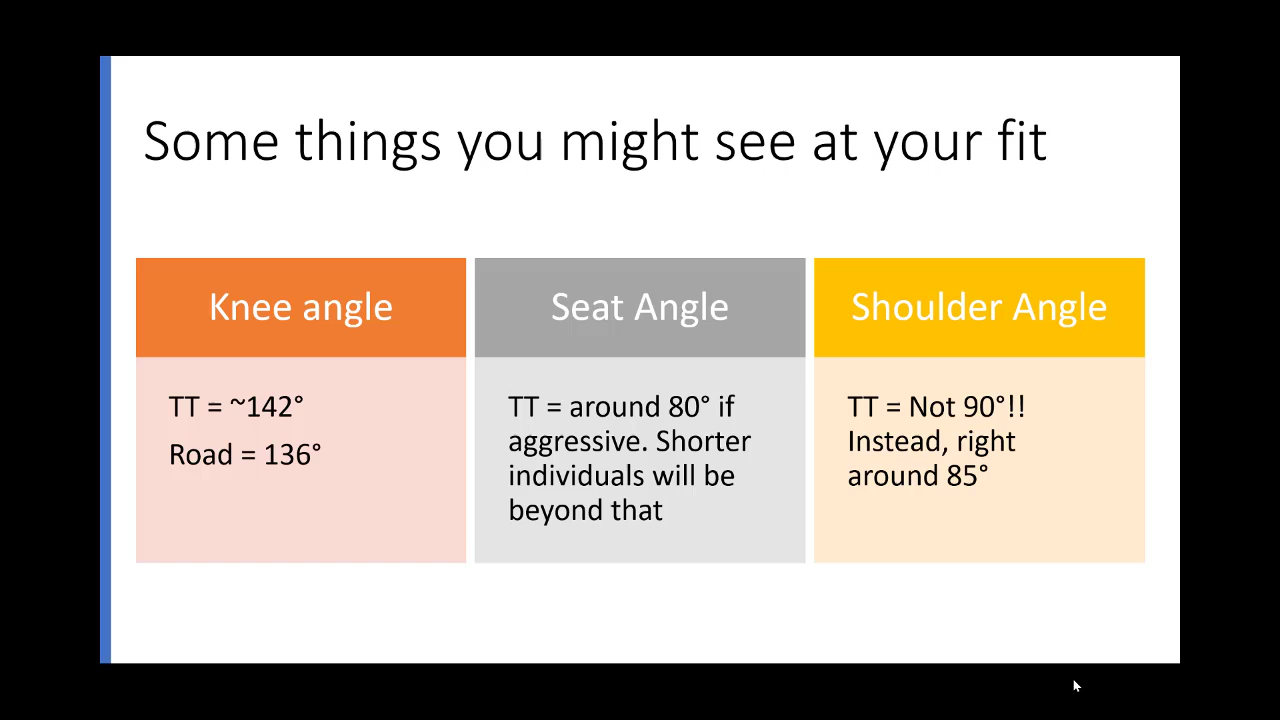 Some things you might see at your fit
Knee angle
TT = ~142°
Road = 136°
Seat Angle
TT = around 80° if
aggressive. Shorter
individuals will be
beyond that
Shoulder Angle
TT = Not 90°!!
Instead, right
around 85°